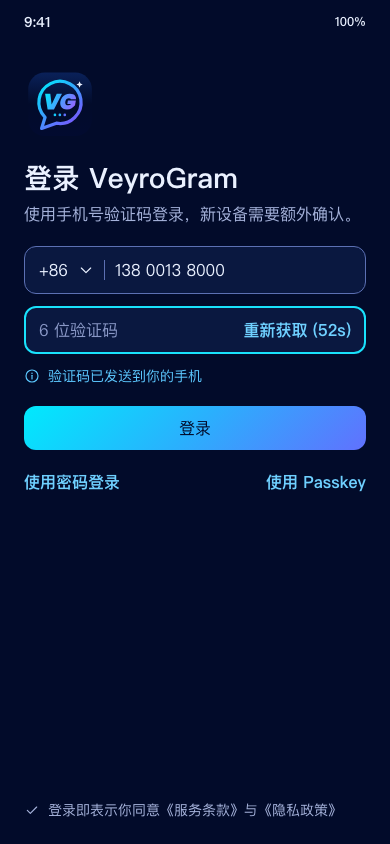 9:41
100%
VG
登录 VeyroGram
使用手机号验证码登录，新设备需要额外确认。
+86 138 0013 8000
6 位验证码 重新获取 (52s)
验证码已发送到你的手机
登录
使用密码登录 使用 Passkey
登录即表示你同意《服务条款》与《隐私政策》